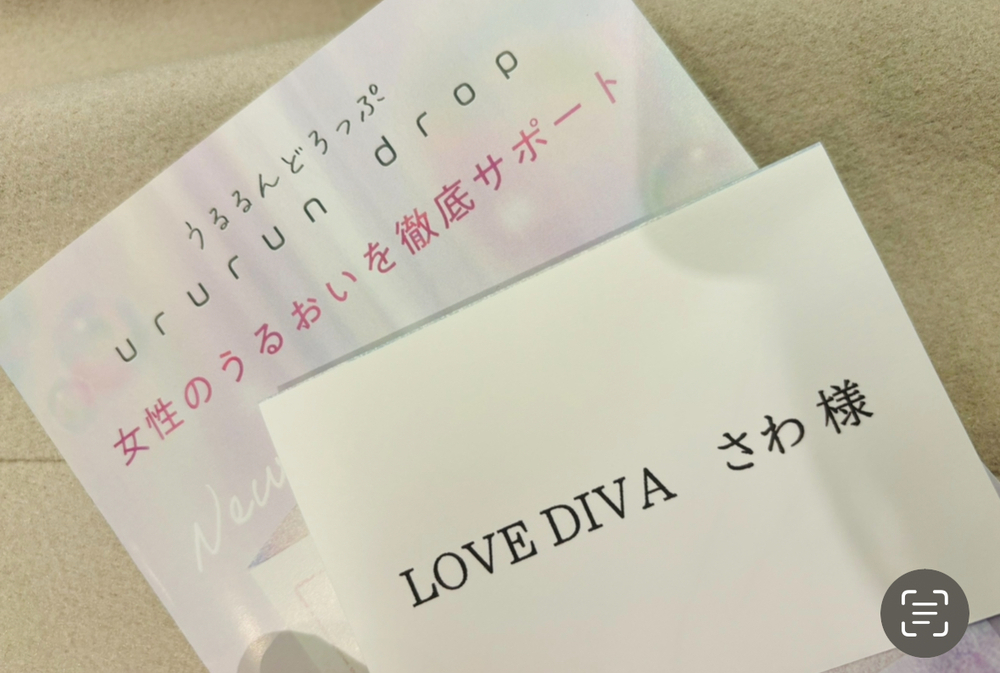 うるるんどろっぷ
ururun drop
女性のうるおいを徹底サポート
New
LOVE DIVA さわ 様